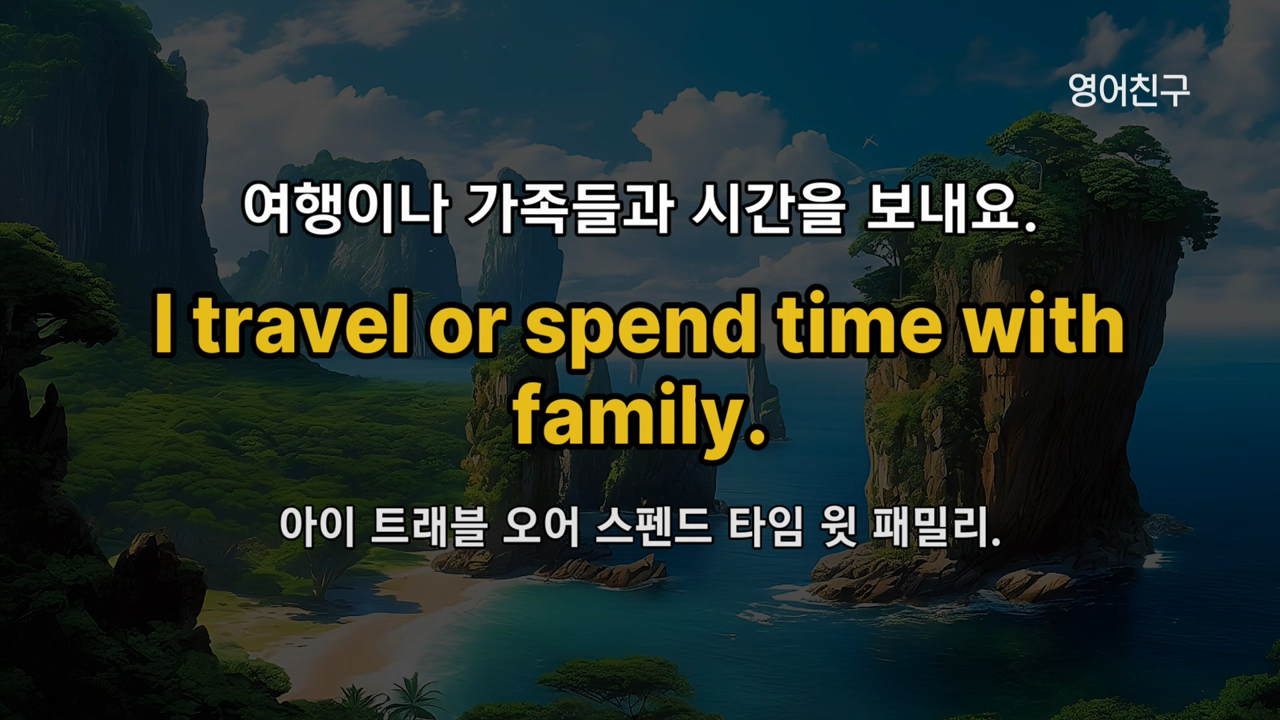 영어친구
여행이나 가족들과 시간을 보내요.
I travel or spend time with
family.
아이 트래블 오어 스펜드 타임 윗 패밀리.